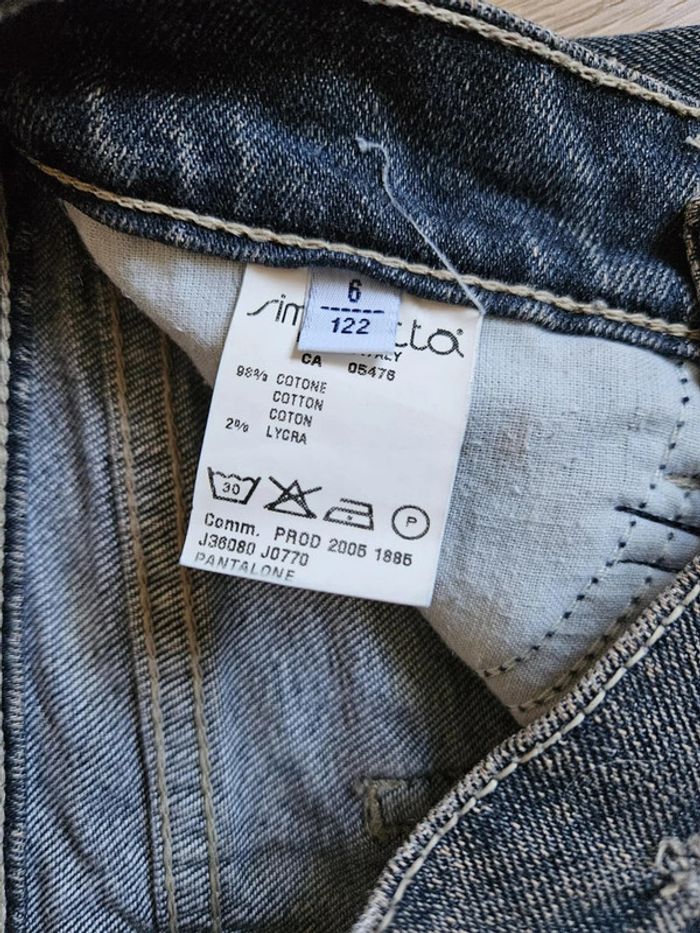 6
122
CA 05476
98% COTONE
COTTON
COTON
2% LYCRA
30
P
Comm. PROD 2005 1885
J36080 J0770
PANTALONE